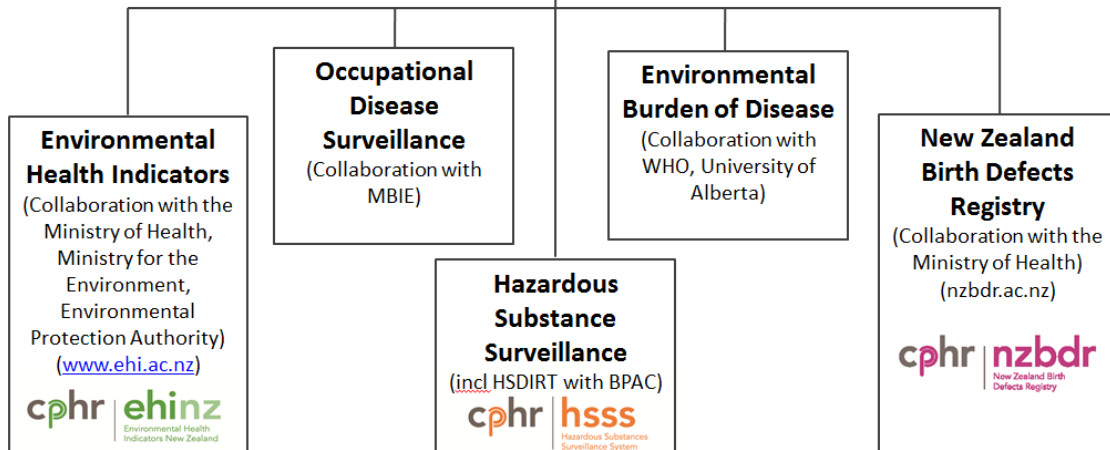 Environmental
Health Indicators
(Collaboration with the
Ministry of Health,
Ministry for the
Environment,
Environmental
Protection Authority)
(www.ehi.ac.nz)
cphr | ehinz
Environmental Health
Indicators New Zealand
Occupational
Disease
Surveillance
(Collaboration with
MBIE)
Hazardous
Substance
Surveillance
(incl HSDIRT with BPAC)
cphr | hsss
Hazardous Substances
Surveillance System
Environmental
Burden of Disease
(Collaboration with
WHO, University of
Alberta)
New Zealand
Birth Defects
Registry
(Collaboration with the
Ministry of Health)
(nzbdr.ac.nz)
cphr | nzbdr
New Zealand Birth
Defects Registry